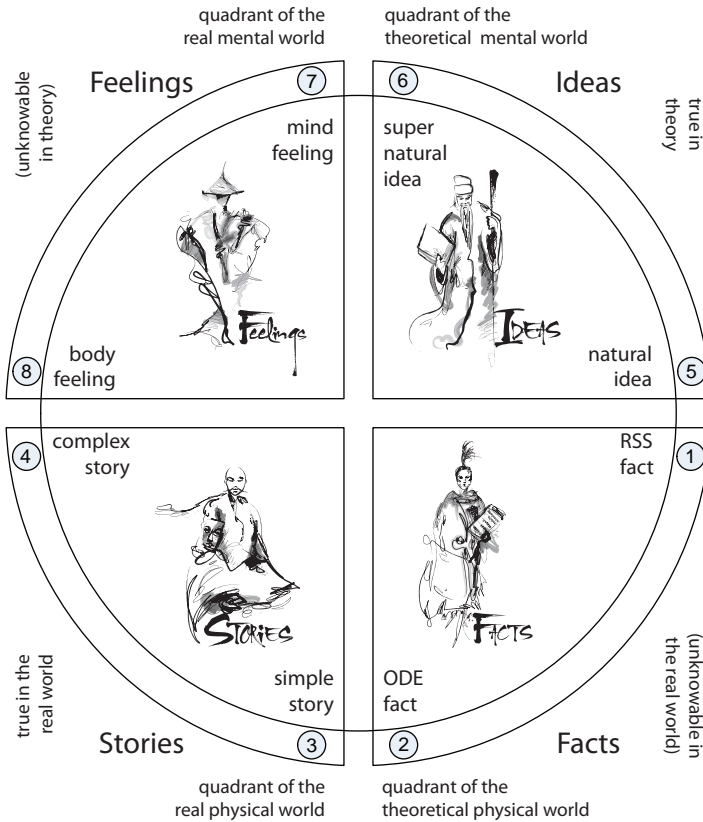 quadrant of the
real mental world
quadrant of the
theoretical mental world
Feelings
7
6
Ideas
(unknowable
in theory)
true in
theory
mind
feeling
super
natural
idea
Feelings
IDEAS
8
body
feeling
natural
idea
5
4
complex
story
RSS
fact
1
STORIES
FACTS
true in the
real world
(unknowable in
the real world)
simple
story
ODE
fact
Stories
3
2
Facts
quadrant of the
real physical world
quadrant of the
theoretical physical world